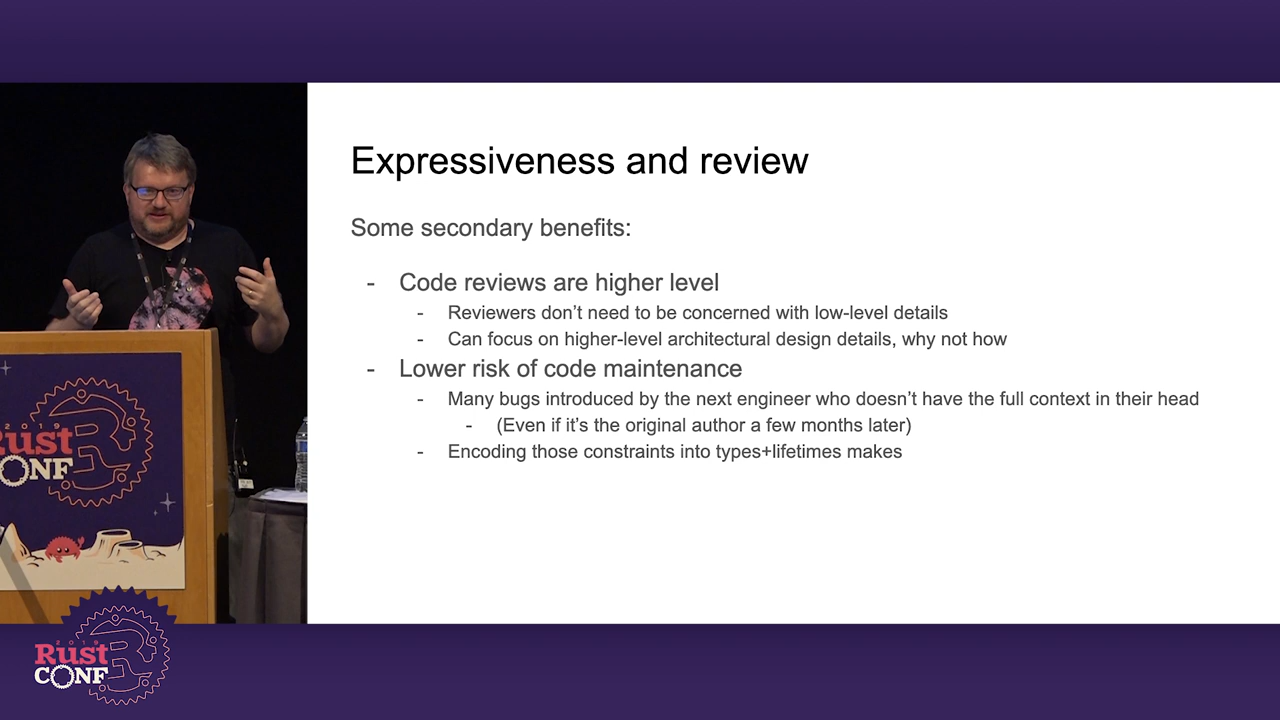 Expressiveness and review
Some secondary benefits:
- Code reviews are higher level
- Reviewers don’t need to be concerned with low-level details
- Can focus on higher-level architectural design details, why not how
- Lower risk of code maintenance
- Many bugs introduced by the next engineer who doesn’t have the full context in their head
- (Even if it’s the original author a few months later)
- Encoding those constraints into types+lifetimes makes
2019
Rust
CONF
2019
Rust
CONF